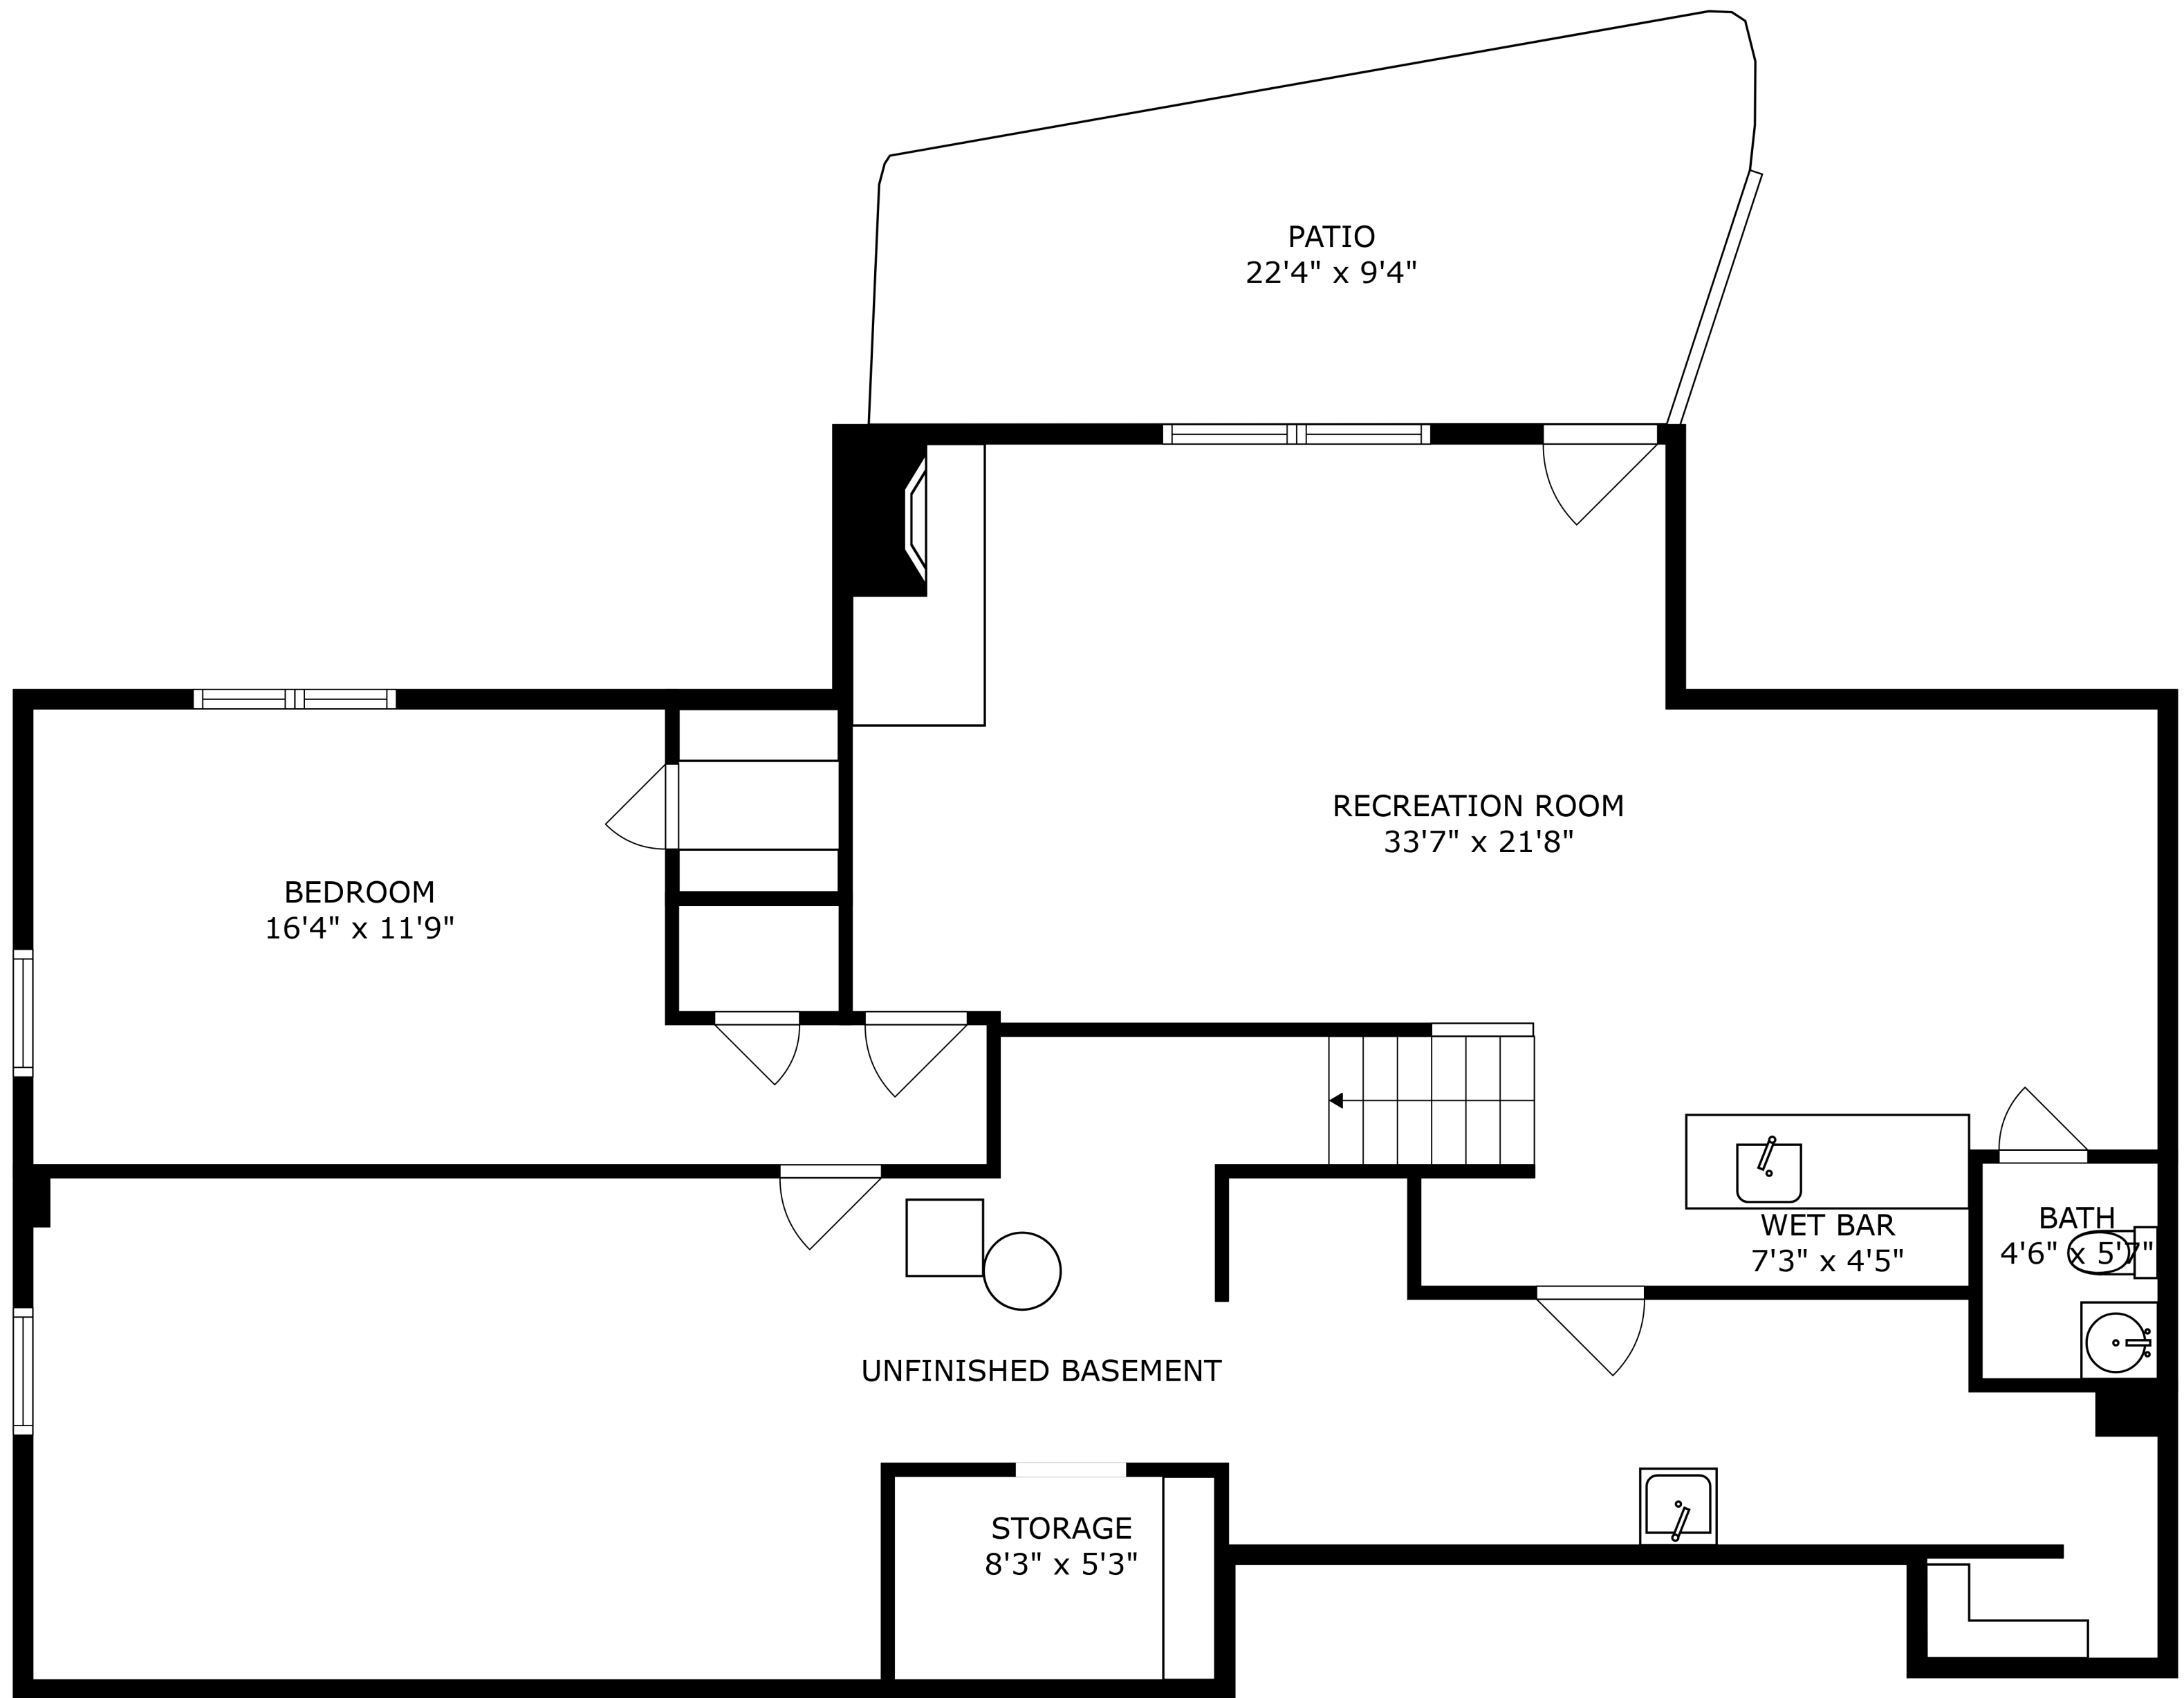 PATIO
22'4" x 9'4"
RECREATION ROOM
33'7" x 21'8"
BEDROOM
16'4" x 11'9"
WET BAR
7'3" x 4'5"
BATH
4'6" x 5'7"
UNFINISHED BASEMENT
STORAGE
8'3" x 5'3"